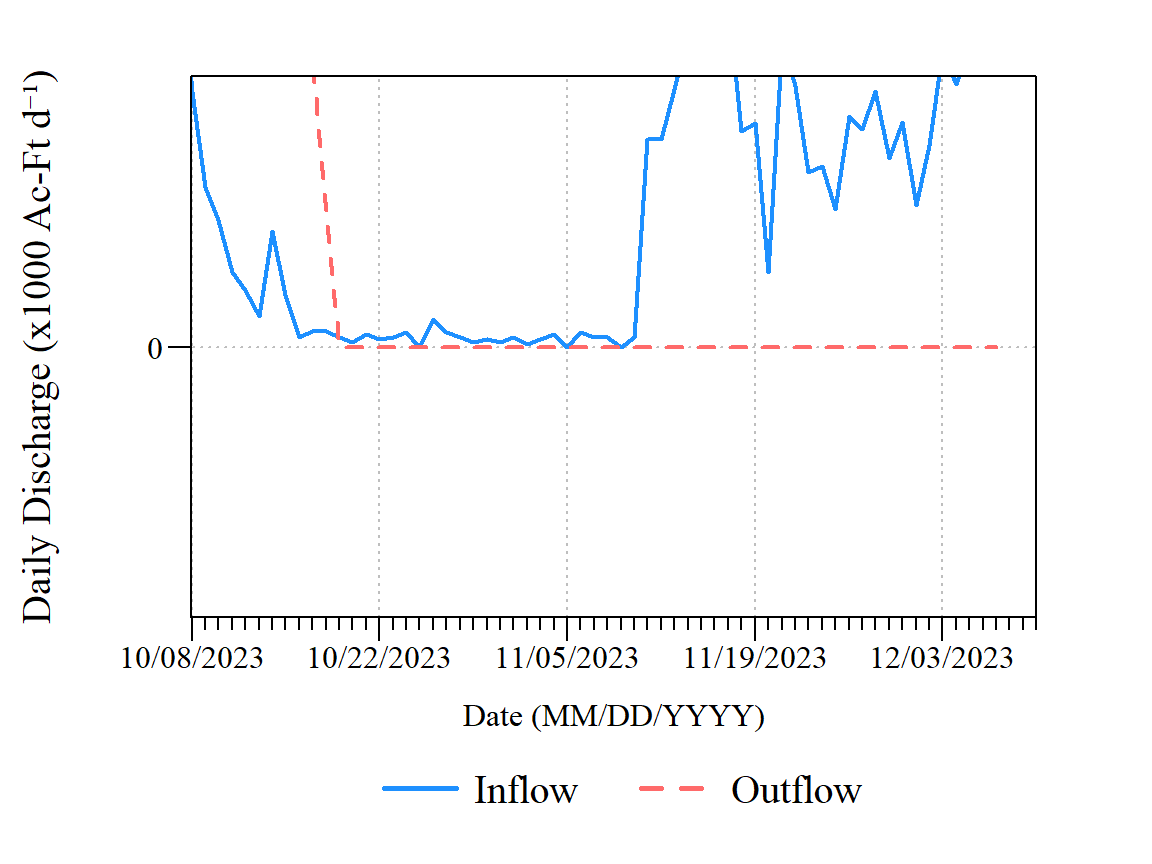 Daily Discharge (x1000 Ac-Ft d⁻¹)
0
10/08/2023 10/22/2023 11/05/2023 11/19/2023 12/03/2023
Date (MM/DD/YYYY)
Inflow Outflow